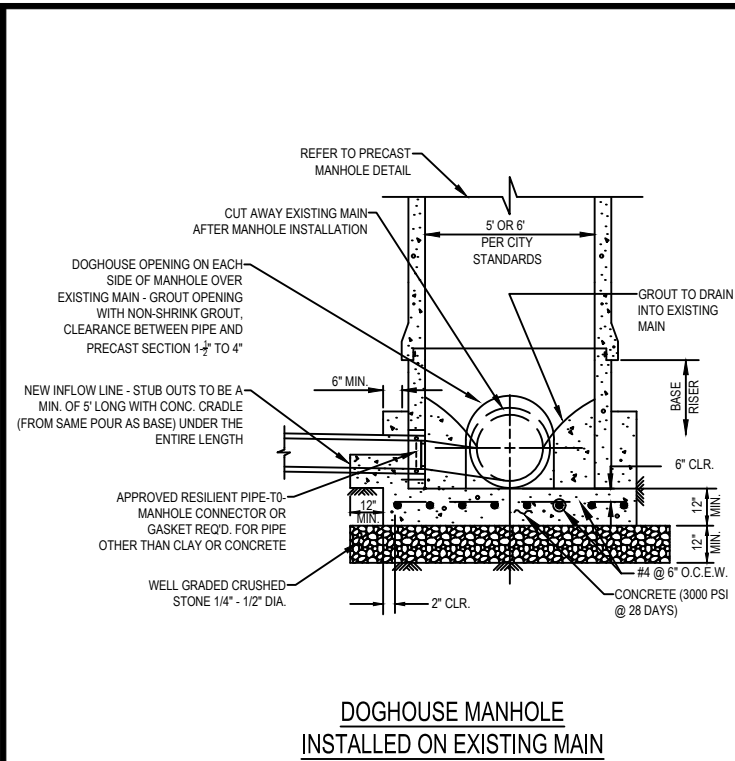 REFER TO PRECAST
MANHOLE DETAIL
CUT AWAY EXISTING MAIN
AFTER MANHOLE INSTALLATION
5' OR 6'
PER CITY
STANDARDS
DOGHOUSE OPENING ON EACH
SIDE OF MANHOLE OVER
EXISTING MAIN - GROUT OPENING
WITH NON-SHRINK GROUT,
CLEARANCE BETWEEN PIPE AND
PRECAST SECTION 1-1/2" TO 4"
GROUT TO DRAIN
INTO EXISTING
MAIN
6" MIN.
BASE
RISER
NEW INFLOW LINE - STUB OUTS TO BE A
MIN. OF 5' LONG WITH CONC. CRADLE
(FROM SAME POUR AS BASE) UNDER THE
ENTIRE LENGTH
6" CLR.
APPROVED RESILIENT PIPE-T0-
MANHOLE CONNECTOR OR
GASKET REQ'D. FOR PIPE
OTHER THAN CLAY OR CONCRETE
12"
MIN.
12"
MIN.
12"
MIN.
WELL GRADED CRUSHED
STONE 1/4" - 1/2" DIA.
2" CLR.
#4 @ 6" O.C.E.W.
CONCRETE (3000 PSI
@ 28 DAYS)
DOGHOUSE MANHOLE
INSTALLED ON EXISTING MAIN